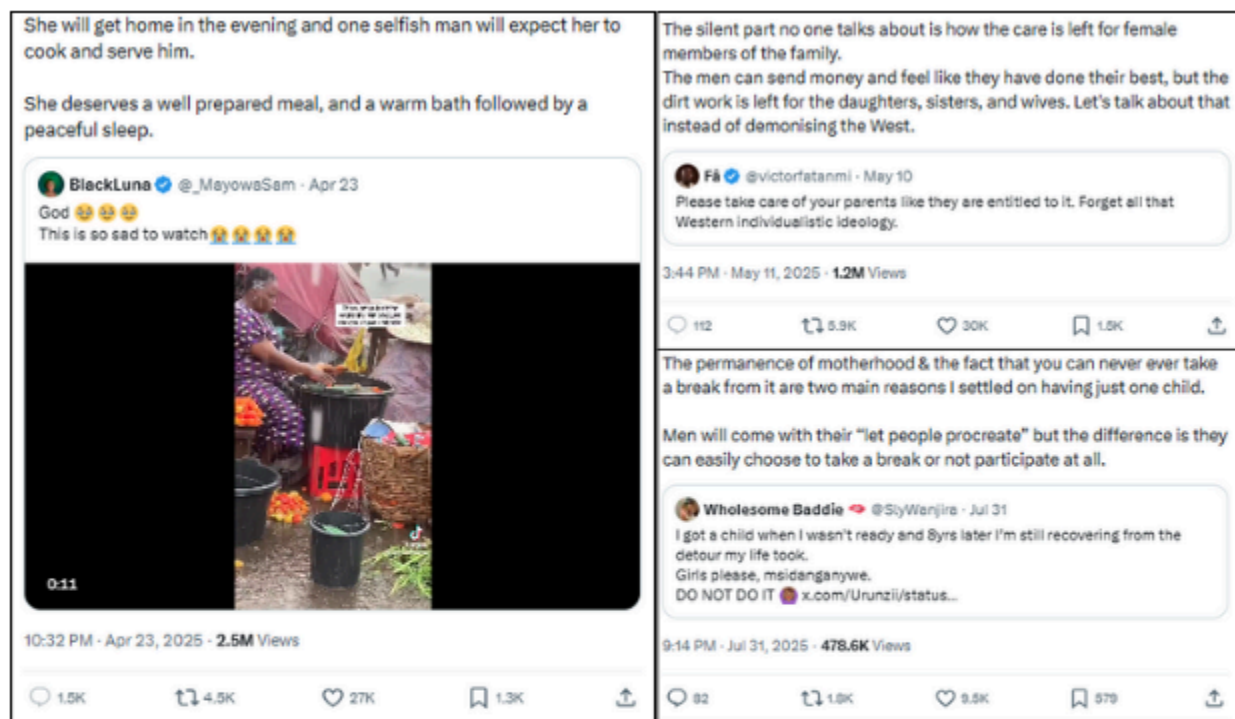 She will get home in the evening and one selfish man will expect her to
cook and serve him.
She deserves a well prepared meal, and a warm bath followed by a
peaceful sleep.
BlackLuna @_MayowaSam · Apr 23
God 🥹🥹🥹
This is so sad to watch😭😭😭😭
0:11
10:32 PM · Apr 23, 2025 · 2.5M Views
1.5K 4.5K 27K 1.3K
The silent part no one talks about is how the care is left for female
members of the family.
The men can send money and feel like they have done their best, but the
dirt work is left for the daughters, sisters, and wives. Let's talk about that
instead of demonising the West.
Fá @victorfatanmi · May 10
Please take care of your parents like they are entitled to it. Forget all that
Western individualistic ideology.
3:44 PM · May 11, 2025 · 1.2M Views
112 5.9K 30K 1.5K
The permanence of motherhood & the fact that you can never ever take
a break from it are two main reasons I settled on having just one child.
Men will come with their “let people procreate” but the difference is they
can easily choose to take a break or not participate at all.
Wholesome Baddie 🫦 @SlyWanjira · Jul 31
I got a child when I wasn't ready and 8yrs later I'm still recovering from the
detour my life took.
Girls please, msidanganywe.
DO NOT DO IT 🙆🏾‍♀️ x.com/Urunzii/status...
9:14 PM · Jul 31, 2025 · 478.6K Views
82 1.8K 9.5K 579